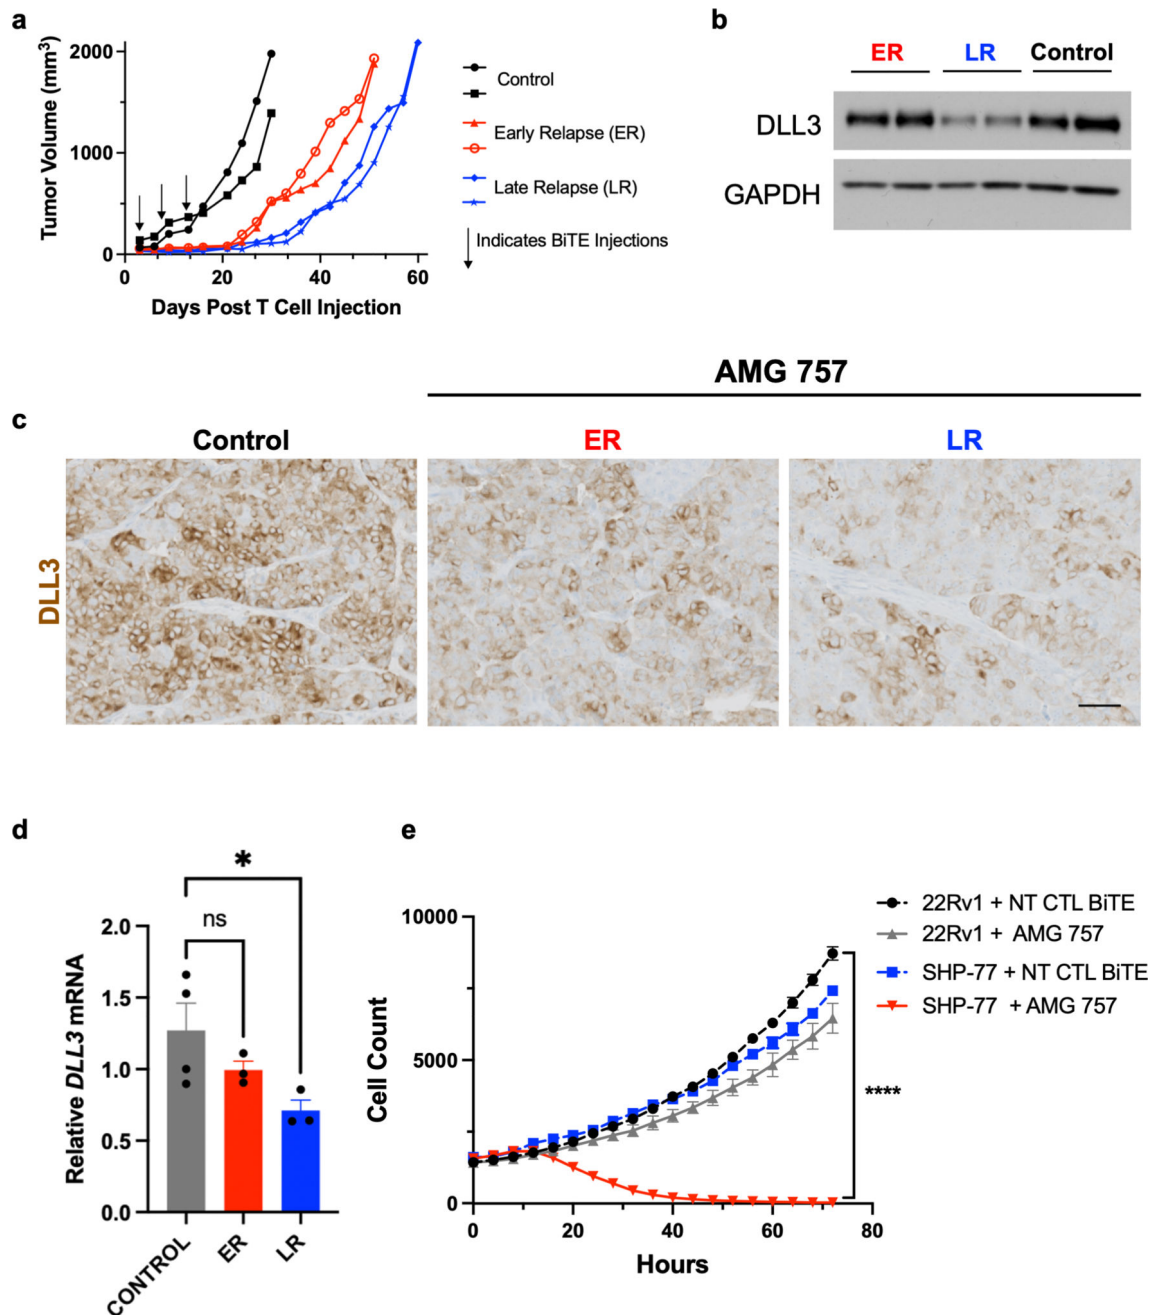 a
Tumor Volume (mm³)
2000
1000
0
0 20 40 60
Days Post T Cell Injection
Control
Early Relapse (ER)
Late Relapse (LR)
Indicates BiTE Injections
b
ER LR Control
DLL3
GAPDH
AMG 757
c
Control ER LR
DLL3
d
Relative DLL3 mRNA
2.0
1.5
1.0
0.5
0.0
ns
*
CONTROL ER LR
e
Cell Count
10000
5000
0
0 20 40 60 80
Hours
22Rv1 + NT CTL BiTE
22Rv1 + AMG 757
SHP-77 + NT CTL BiTE
SHP-77 + AMG 757
****